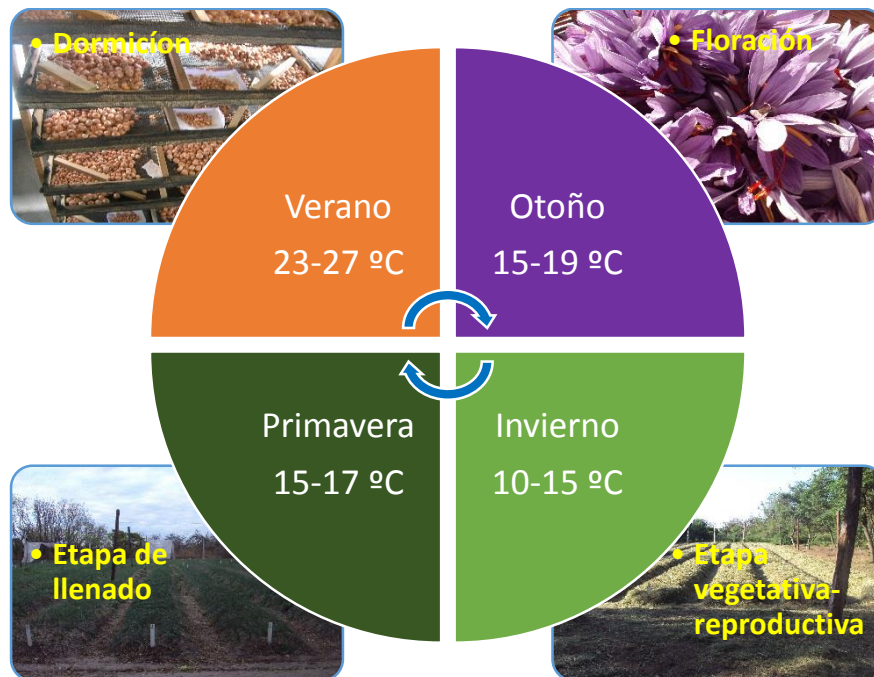 • Dormicíon
• Floración
Verano
23-27 ºC
Otoño
15-19 ºC
Primavera
15-17 ºC
Invierno
10-15 ºC
• Etapa de
llenado
• Etapa
vegetativa-
reproductiva